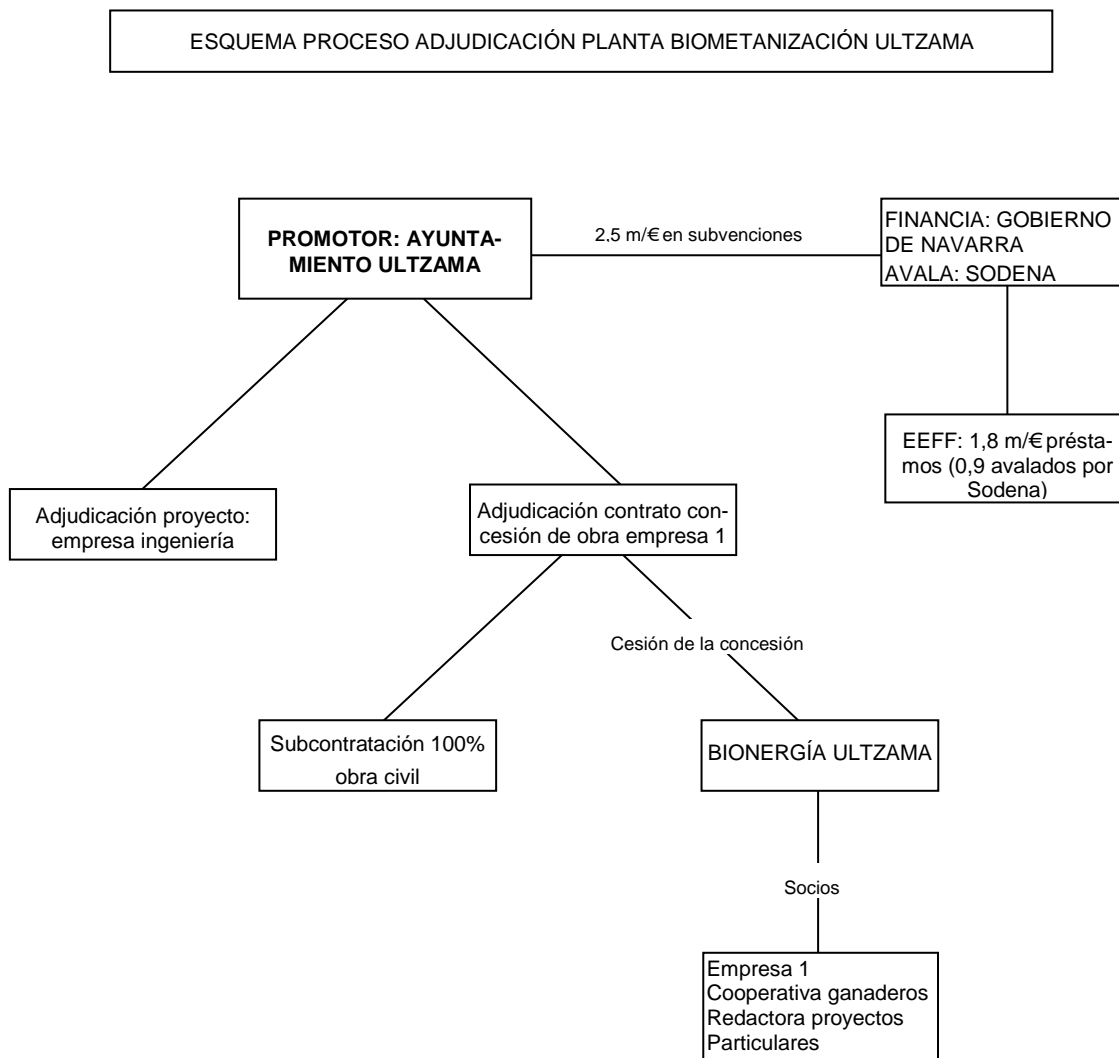 ESQUEMA PROCESO ADJUDICACIÓN PLANTA BIOMETANIZACIÓN ULTZAMA
PROMOTOR: AYUNTA-
MIENTO ULTZAMA
2,5 m/€ en subvenciones
FINANCIA: GOBIERNO
DE NAVARRA
AVALA: SODENA
EEFF: 1,8 m/€ présta-
mos (0,9 avalados por
Sodena)
Adjudicación proyecto:
empresa ingeniería
Adjudicación contrato con-
cesión de obra empresa 1
Cesión de la concesión
Subcontratación 100%
obra civil
BIONERGÍA ULTZAMA
Socios
Empresa 1
Cooperativa ganaderos
Redactora proyectos
Particulares